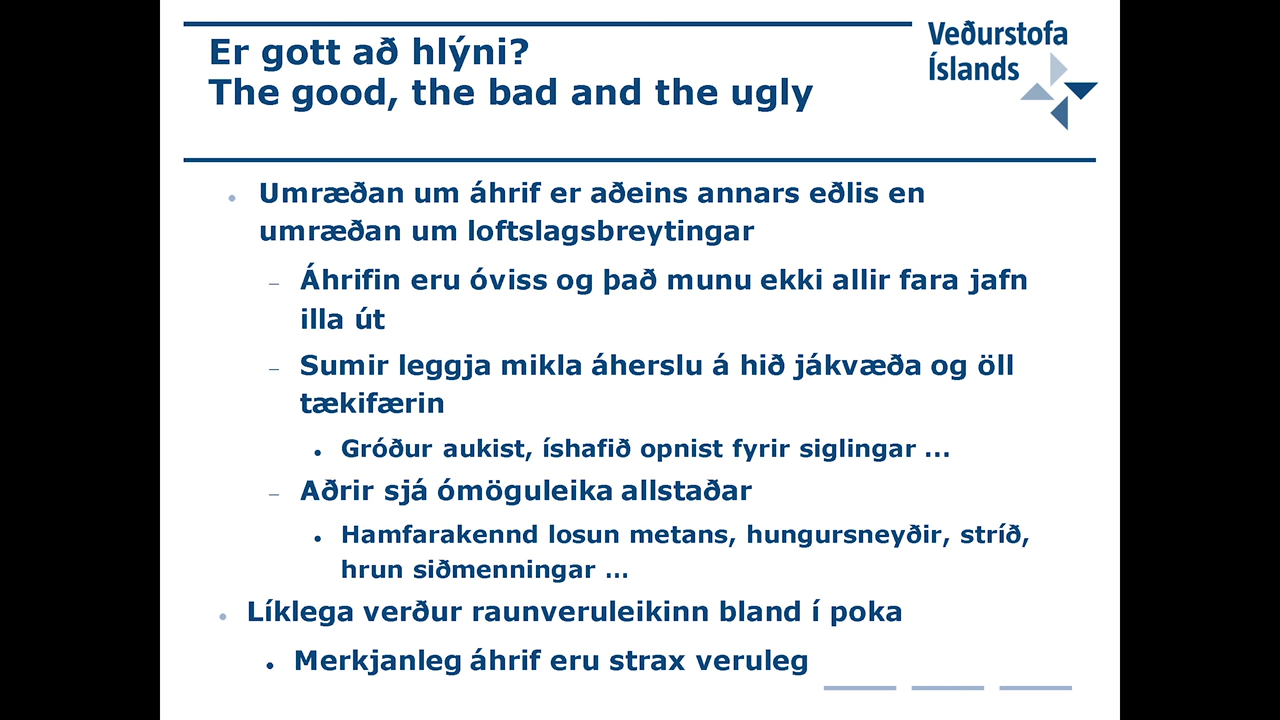 Er gott að hlýni?
The good, the bad and the ugly
Veðurstofa
Íslands
Umræðan um áhrif er aðeins annars eðlis en
umræðan um loftslagsbreytingar
Áhrifin eru óviss og það munu ekki allir fara jafn
illa út
Sumir leggja mikla áherslu á hið jákvæða og öll
tækifærin
Gróður aukist, íshafið opnist fyrir siglingar ...
Aðrir sjá ómöguleika allstaðar
Hamfarakennd losun metans, hungursneyðir, stríð,
hrun siðmenningar ...
Líklega verður raunveruleikinn bland í poka
Merkjanleg áhrif eru strax veruleg